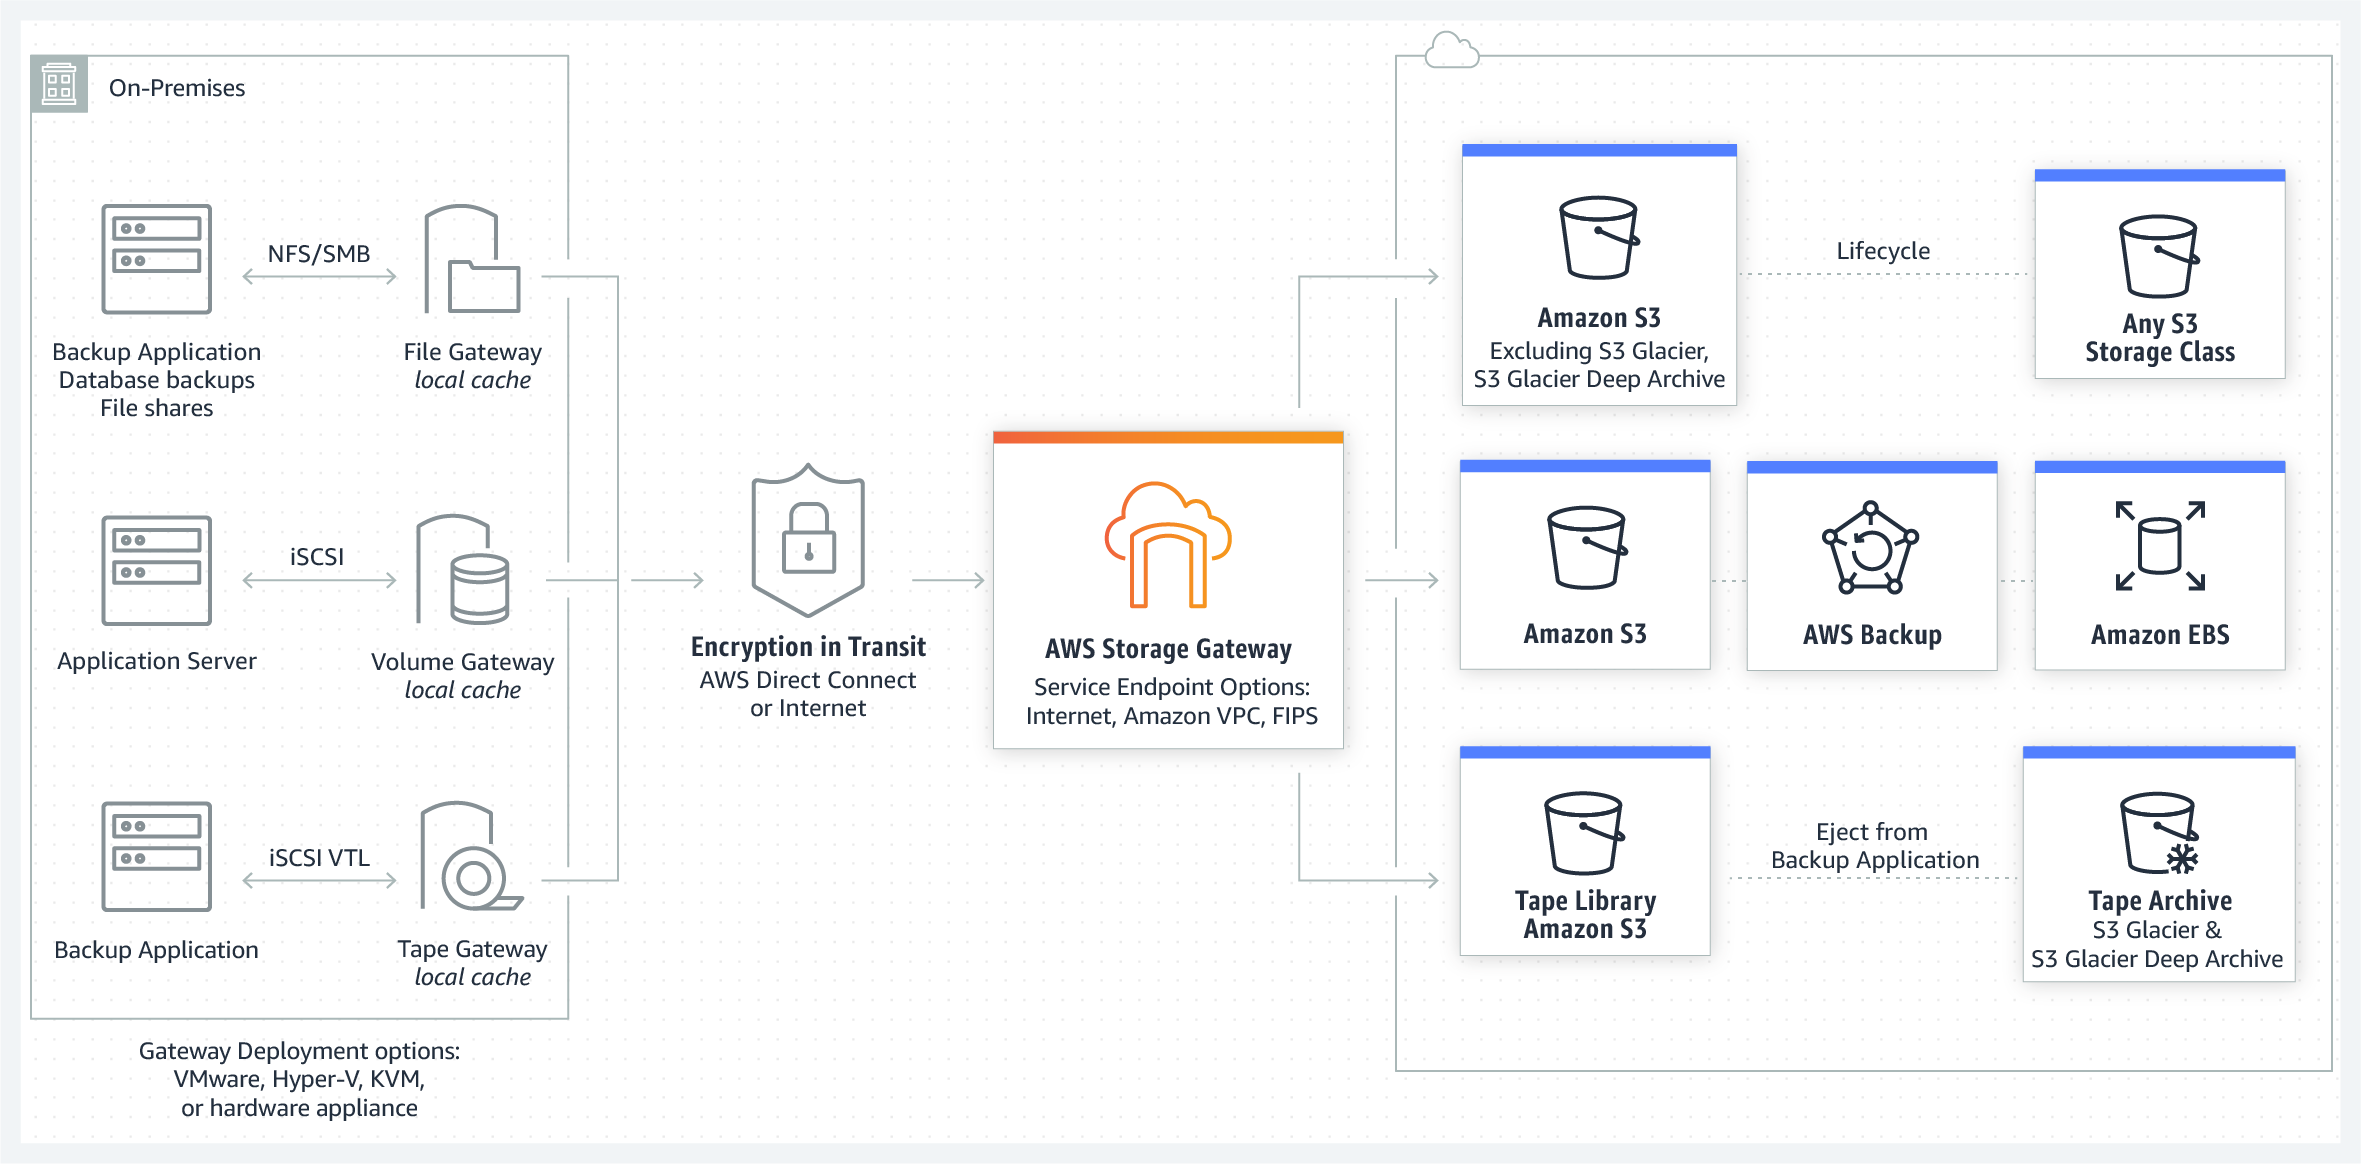 On-Premises
NFS/SMB
Backup Application
Database backups
File shares
File Gateway
local cache
iSCSI
Application Server
Volume Gateway
local cache
iSCSI VTL
Backup Application
Tape Gateway
local cache
Gateway Deployment options:
VMware, Hyper-V, KVM,
or hardware appliance
Encryption in Transit
AWS Direct Connect
or Internet
AWS Storage Gateway
Service Endpoint Options:
Internet, Amazon VPC, FIPS
Amazon S3
Excluding S3 Glacier,
S3 Glacier Deep Archive
Lifecycle
Any S3
Storage Class
Amazon S3
AWS Backup
Amazon EBS
Tape Library
Amazon S3
Eject from
Backup Application
Tape Archive
S3 Glacier &
S3 Glacier Deep Archive